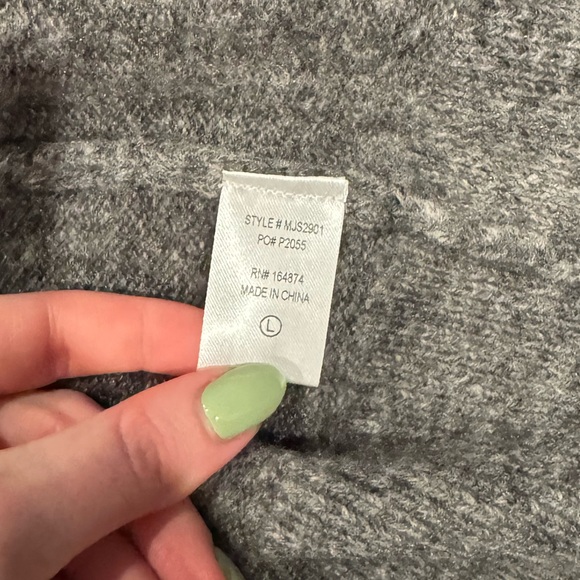 STYLE # MJS2901
PO# P2055
RN# 164874
MADE IN CHINA
L